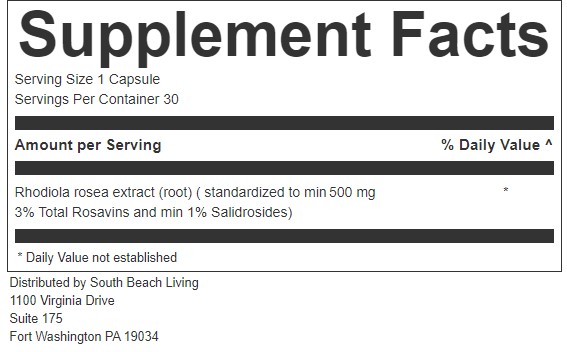 Supplement Facts
Serving Size 1 Capsule
Servings Per Container 30
Amount per Serving % Daily Value ^
Rhodiola rosea extract (root) ( standardized to min 500 mg *
3% Total Rosavins and min 1% Salidrosides)
* Daily Value not established
Distributed by South Beach Living
1100 Virginia Drive
Suite 175
Fort Washington PA 19034